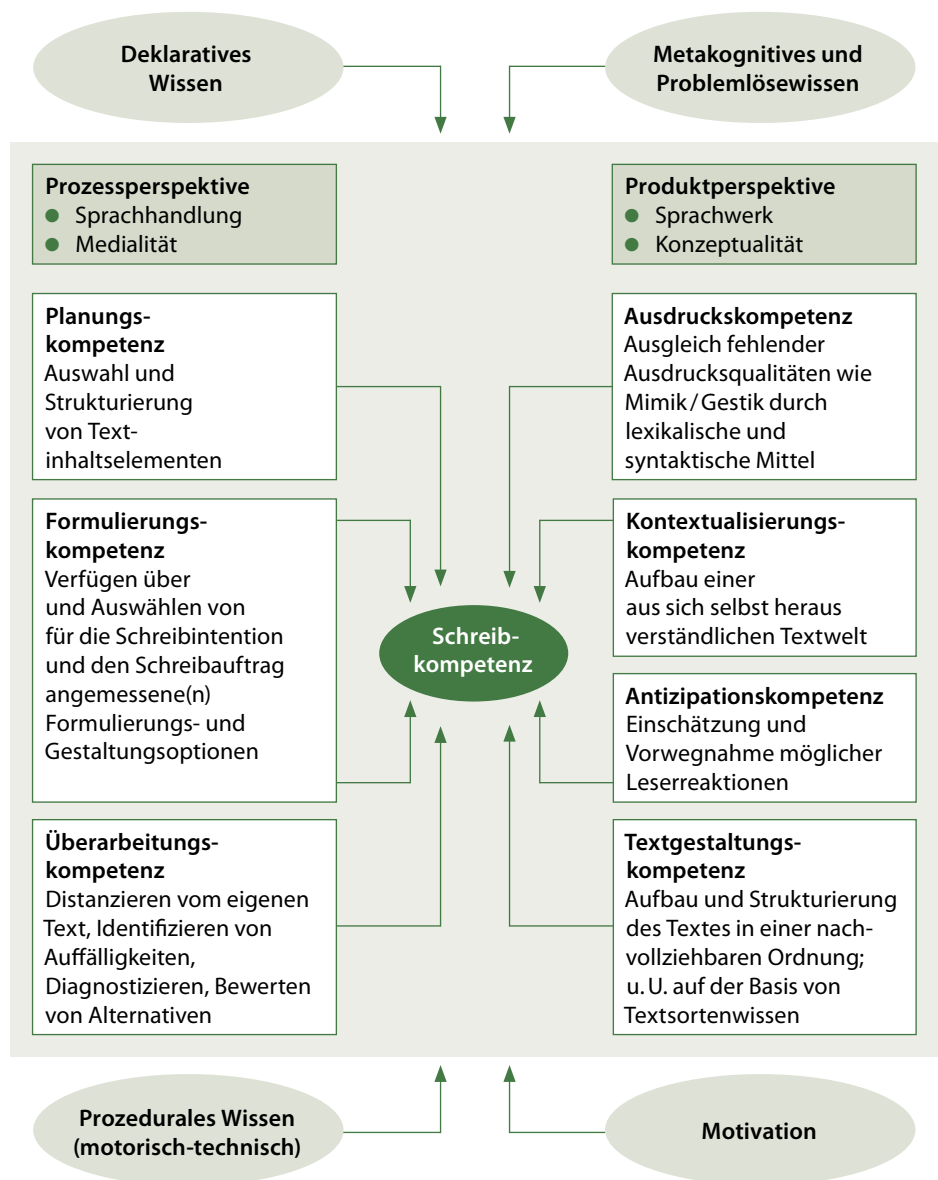 Deklaratives
Wissen
Metakognitives und
Problemlösewissen
Prozessperspektive
● Sprachhandlung
● Medialität
Produktperspektive
● Sprachwerk
● Konzeptualität
Planungs-
kompetenz
Auswahl und
Strukturierung
von Text-
inhaltselementen
Ausdruckskompetenz
Ausgleich fehlender
Ausdrucksqualitäten wie
Mimik/Gestik durch
lexikalische und
syntaktische Mittel
Formulierungs-
kompetenz
Verfügen über
und Auswählen von
für die Schreibintention
und den Schreibauftrag
angemessene(n)
Formulierungs- und
Gestaltungsoptionen
Schreib-
kompetenz
Kontextualisierungs-
kompetenz
Aufbau einer
aus sich selbst heraus
verständlichen Textwelt
Antizipationskompetenz
Einschätzung und
Vorwegnahme möglicher
Leserreaktionen
Überarbeitungs-
kompetenz
Distanzieren vom eigenen
Text, Identifizieren von
Auffälligkeiten,
Diagnostizieren, Bewerten
von Alternativen
Textgestaltungs-
kompetenz
Aufbau und Strukturierung
des Textes in einer nach-
vollziehbaren Ordnung;
u. U. auf der Basis von
Textsortenwissen
Prozedurales Wissen
(motorisch-technisch)
Motivation